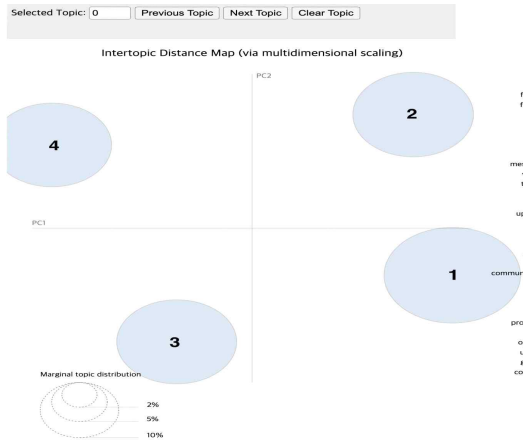 Selected Topic: 0 Previous Topic Next Topic Clear Topic
Intertopic Distance Map (via multidimensional scaling)
PC2
2
4
PC1
1
3
Marginal topic distribution
2%
5%
10%